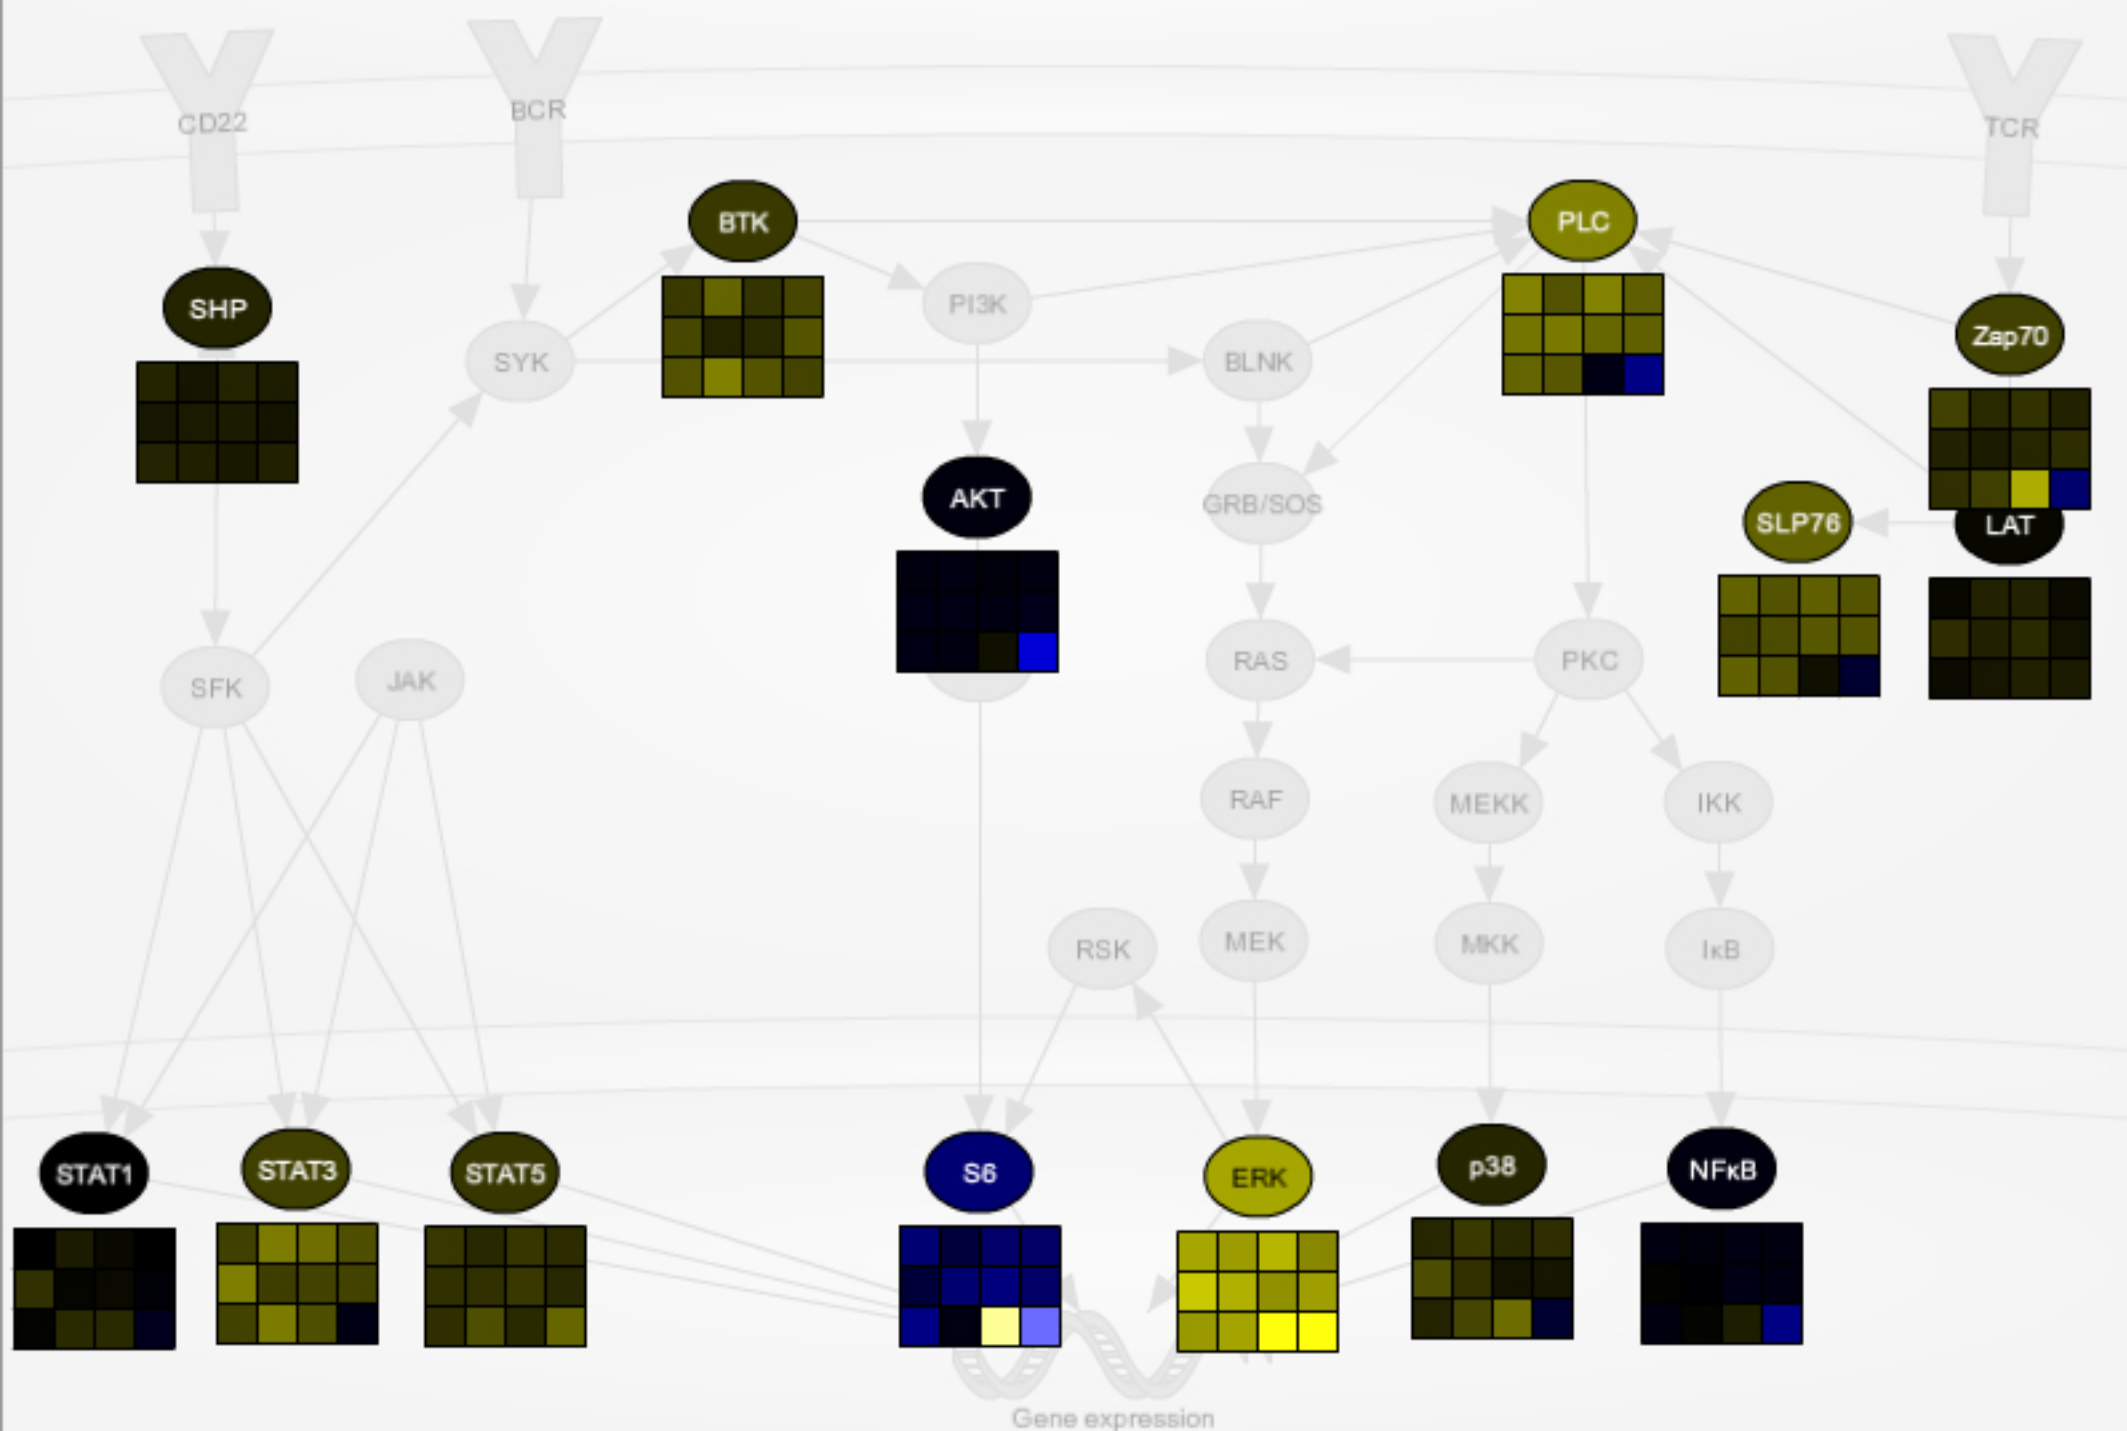 CD22
BCR
TCR
BTK
PLC
SHP
PI3K
Zap70
SYK
BLNK
AKT
GRB/SOS
SLP76
LAT
SFK
JAK
RAS
PKC
RAF
MEKK
IKK
RSK
MEK
MKK
IκB
STAT1
STAT3
STAT5
S6
ERK
p38
NFκB
Gene expression